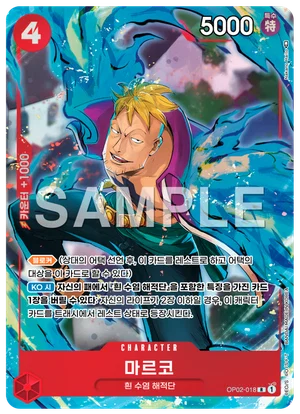 4
5000
특수
特
카운터 +1000
SAMPLE
블로커 (상대의 어택 선언 후, 이 카드를 레스트로 하고 어택의
대상을 이 카드로 할 수 있다)
KO 시 자신의 패에서 「흰 수염 해적단」을 포함한 특징을 가진 카드
1장을 버릴 수 있다: 자신의 라이프가 2장 이하일 경우, 이 캐릭터
카드를 트래시에서 레스트 상태로 등장시킨다.
CHARACTER
마르코
흰 수염 해적단
OP02-018 R 1